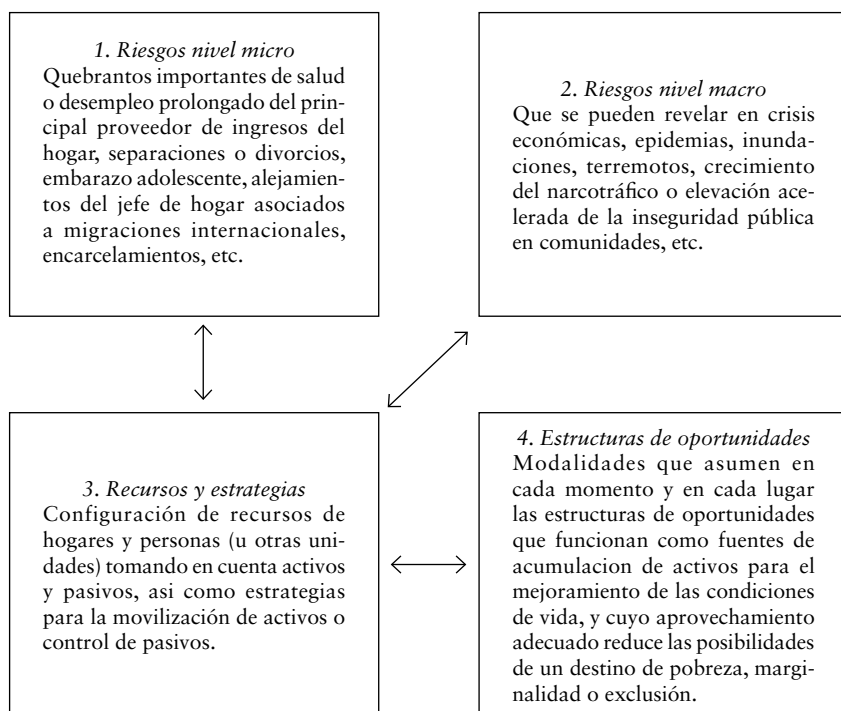 1. Riesgos nivel micro
Quebrantos importantes de salud
o desempleo prolongado del prin-
cipal proveedor de ingresos del
hogar, separaciones o divorcios,
embarazo adolescente, alejamien-
tos del jefe de hogar asociados
a migraciones internacionales,
encarcelamientos, etc.
2. Riesgos nivel macro
Que se pueden revelar en crisis
económicas, epidemias, inunda-
ciones, terremotos, crecimiento
del narcotráfico o elevación ace-
lerada de la inseguridad pública
en comunidades, etc.
3. Recursos y estrategias
Configuración de recursos de
hogares y personas (u otras uni-
dades) tomando en cuenta activos
y pasivos, asi como estrategias
para la movilización de activos o
control de pasivos.
4. Estructuras de oportunidades
Modalidades que asumen en
cada momento y en cada lugar
las estructuras de oportunidades
que funcionan como fuentes de
acumulacion de activos para el
mejoramiento de las condiciones
de vida, y cuyo aprovechamiento
adecuado reduce las posibilidades
de un destino de pobreza, margi-
nalidad o exclusión.